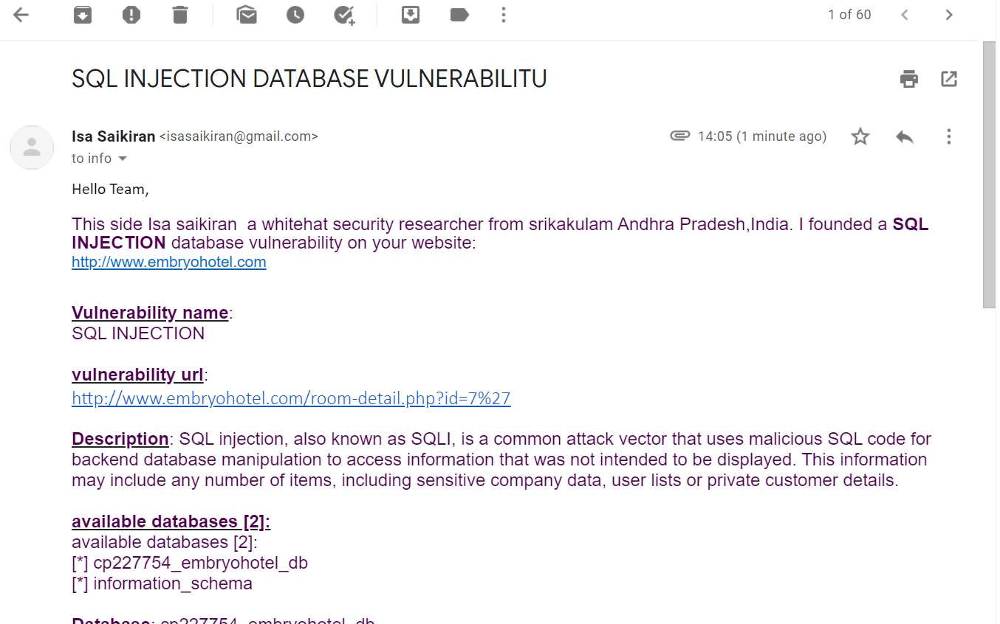 1 of 60
SQL INJECTION DATABASE VULNERABILITU
Isa Saikiran <isasaikiran@gmail.com>
14:05 (1 minute ago)
to info
Hello Team,
This side Isa saikiran  a whitehat security researcher from srikakulam Andhra Pradesh,India. I founded a SQL
INJECTION database vulnerability on your website:
http://www.embryohotel.com
Vulnerability name:
SQL INJECTION
vulnerability url:
http://www.embryohotel.com/room-detail.php?id=7%27
Description: SQL injection, also known as SQLI, is a common attack vector that uses malicious SQL code for
backend database manipulation to access information that was not intended to be displayed. This information
may include any number of items, including sensitive company data, user lists or private customer details.
available databases [2]:
available databases [2]:
[*] cp227754_embryohotel_db
[*] information_schema
Database: cp227754_embryohotel_db